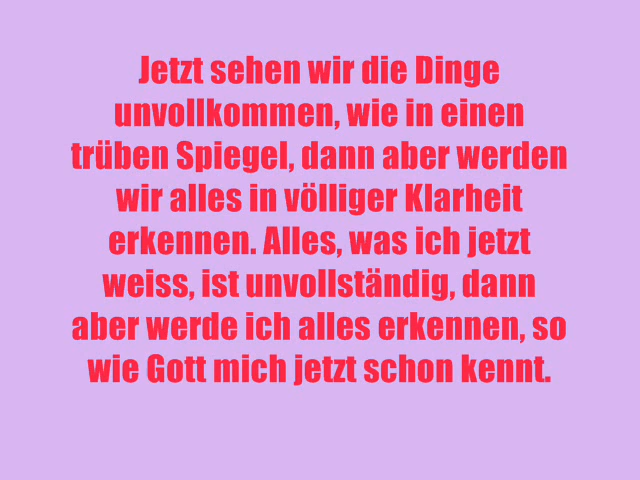 Jetzt sehen wir die Dinge
unvollkommen, wie in einen
trüben Spiegel, dann aber werden
wir alles in völliger Klarheit
erkennen. Alles, was ich jetzt
weiss, ist unvollständig, dann
aber werde ich alles erkennen, so
wie Gott mich jetzt schon kennt.